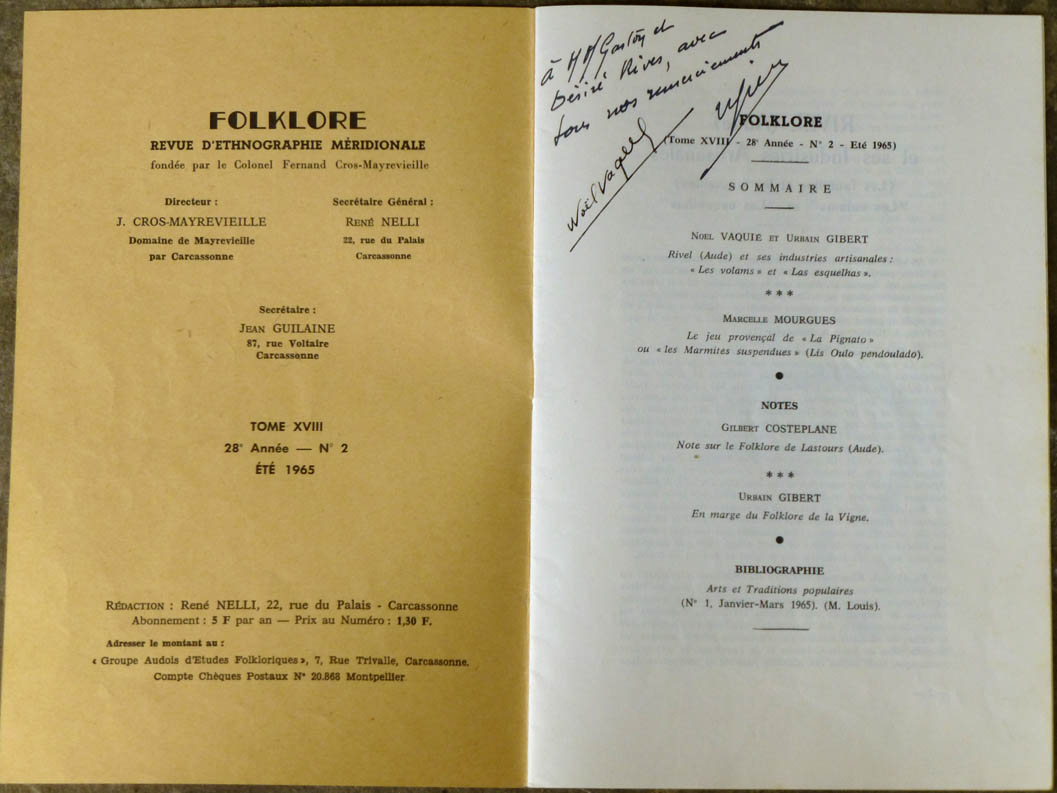 FOLKLORE
REVUE D'ETHNOGRAPHIE MÉRIDIONALE
fondée par le Colonel Fernand Cros-Mayrevieille
Directeur :
J. CROS-MAYREVIEILLE
Domaine de Mayrevieille
par Carcassonne
Secrétaire Général :
RENÉ NELLI
22, rue du Palais
Carcassonne
Secrétaire :
JEAN GUILAINE
87, rue Voltaire
Carcassonne
TOME XVIII
28e Année — N° 2
ÉTÉ 1965
RÉDACTION : René NELLI, 22, rue du Palais - Carcassonne
Abonnement : 5 F par an — Prix au Numéro : 1,30 F.
Adresser le montant au :
« Groupe Audois d'Etudes Folkloriques », 7, Rue Trivalle, Carcassonne.
Compte Chèques Postaux N° 20.868 Montpellier
à MM Gaston et
Désiré Rives, avec
tous nos remerciements
Noël Vaquié
FOLKLORE
(Tome XVIII - 28e Année - N° 2 - Eté 1965)
SOMMAIRE
NOEL VAQUIE ET URBAIN GIBERT
Rivel (Aude) et ses industries artisanales :
« Les volams » et « Las esquelhas ».
* * *
MARCELLE MOURGUES
Le jeu provençal de « La Pignato »
ou « les Marmites suspendues » (Lis Oulo pendoulado).
●
NOTES
GILBERT COSTEPLANE
Note sur le Folklore de Lastours (Aude).
* * *
URBAIN GIBERT
En marge du Folklore de la Vigne.
●
BIBLIOGRAPHIE
Arts et Traditions populaires
(N° 1, Janvier-Mars 1965). (M. Louis).